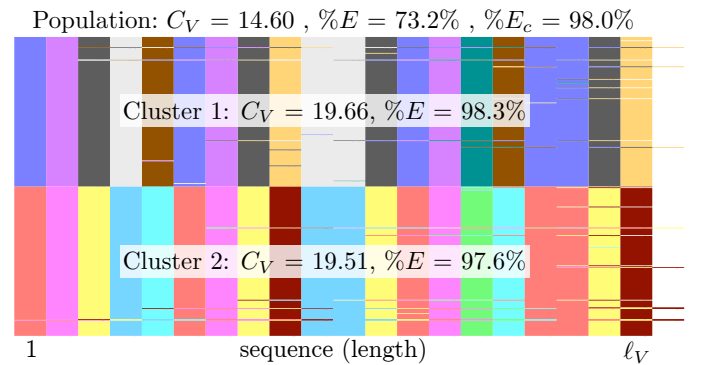 Population: $C_V$ = 14.60 , %$E$ = 73.2% , %$E_c$ = 98.0%
Cluster 1: $C_V$ = 19.66, %$E$ = 98.3%
Cluster 2: $C_V$ = 19.51, %$E$ = 97.6%
1 sequence (length) $\ell_V$